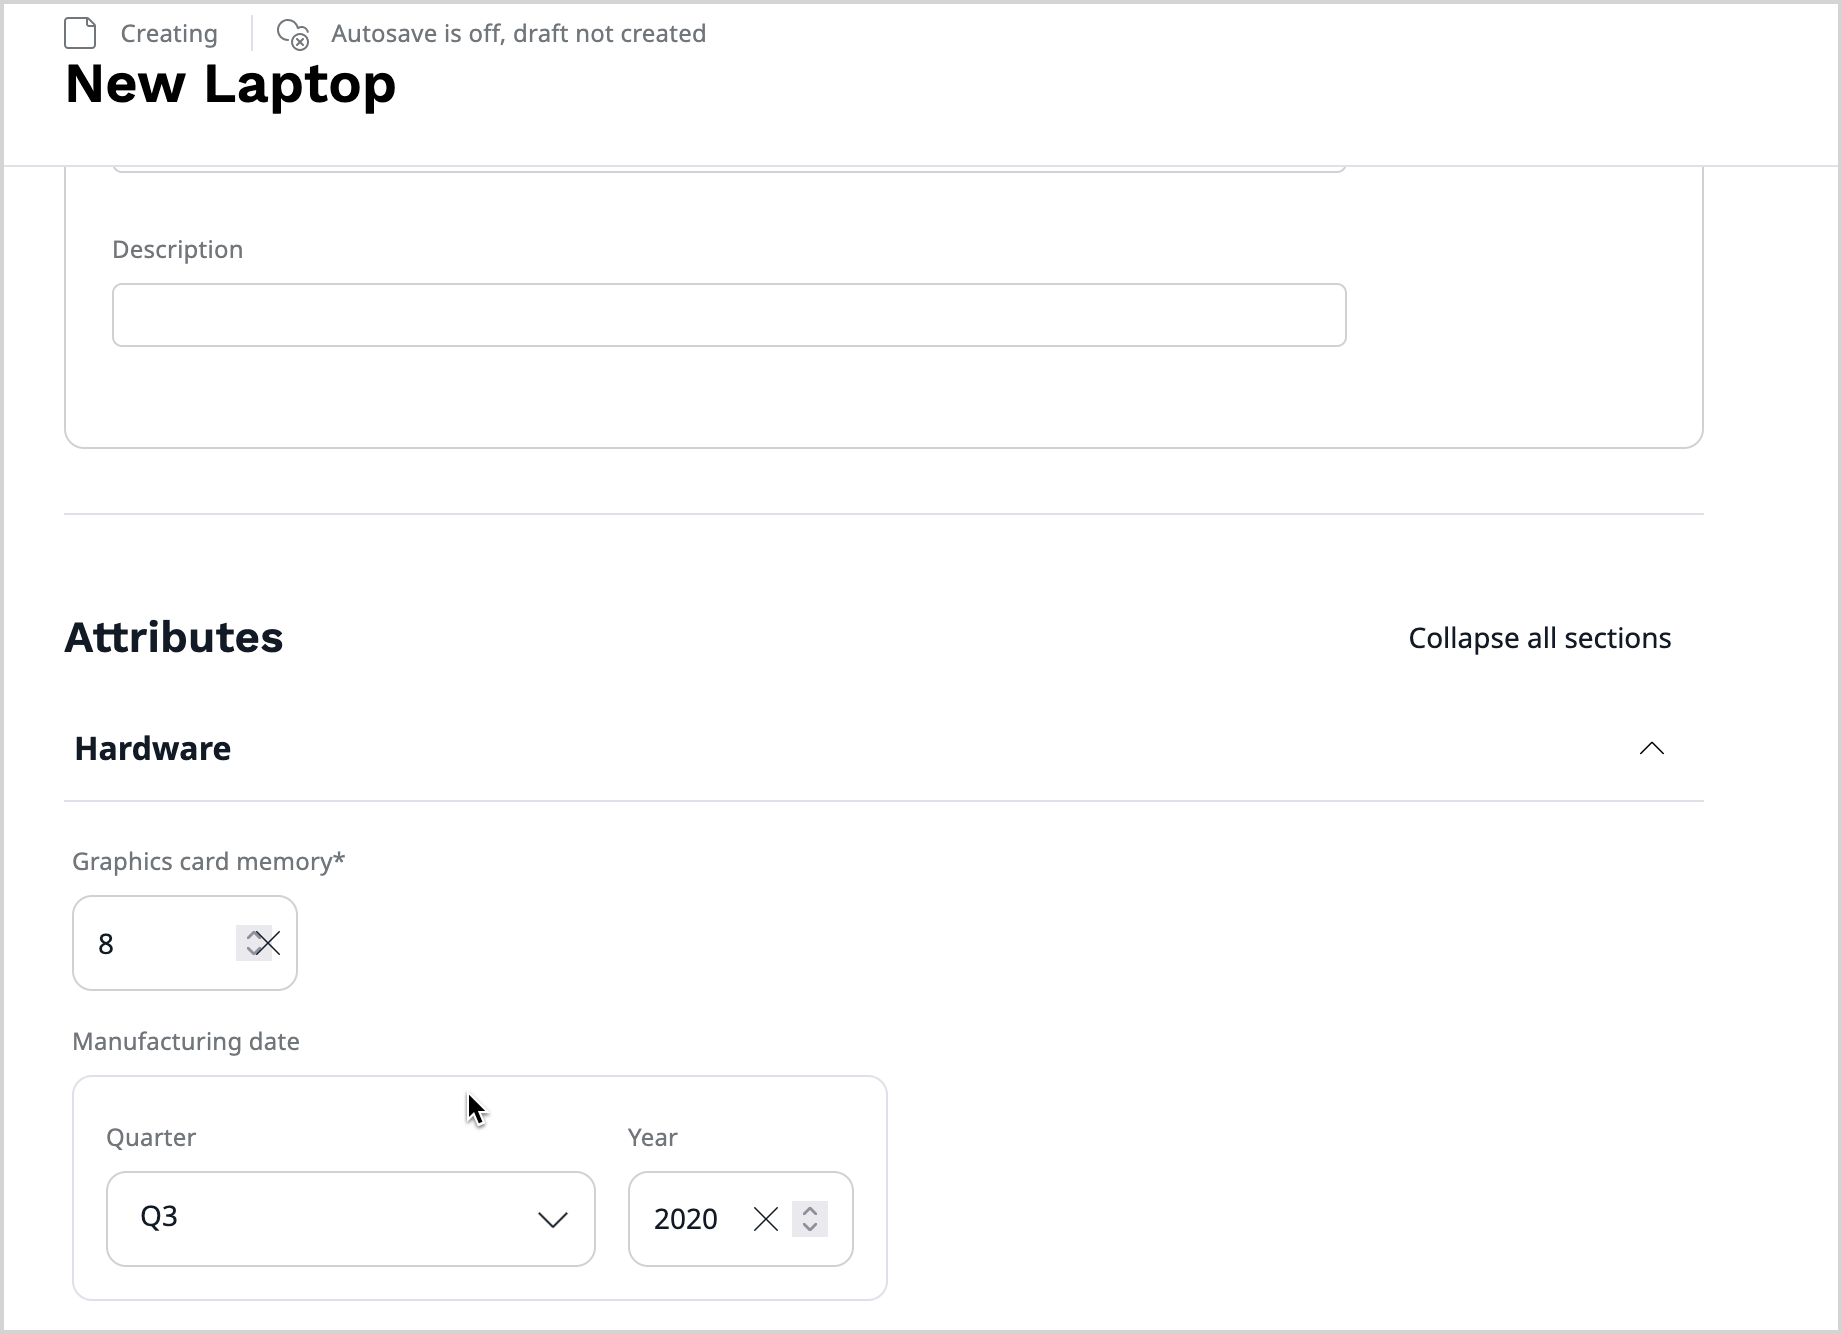 Creating
Autosave is off, draft not created
New Laptop
Description
Attributes
Collapse all sections
Hardware
Graphics card memory*
8
Manufacturing date
Quarter
Year
Q3
2020